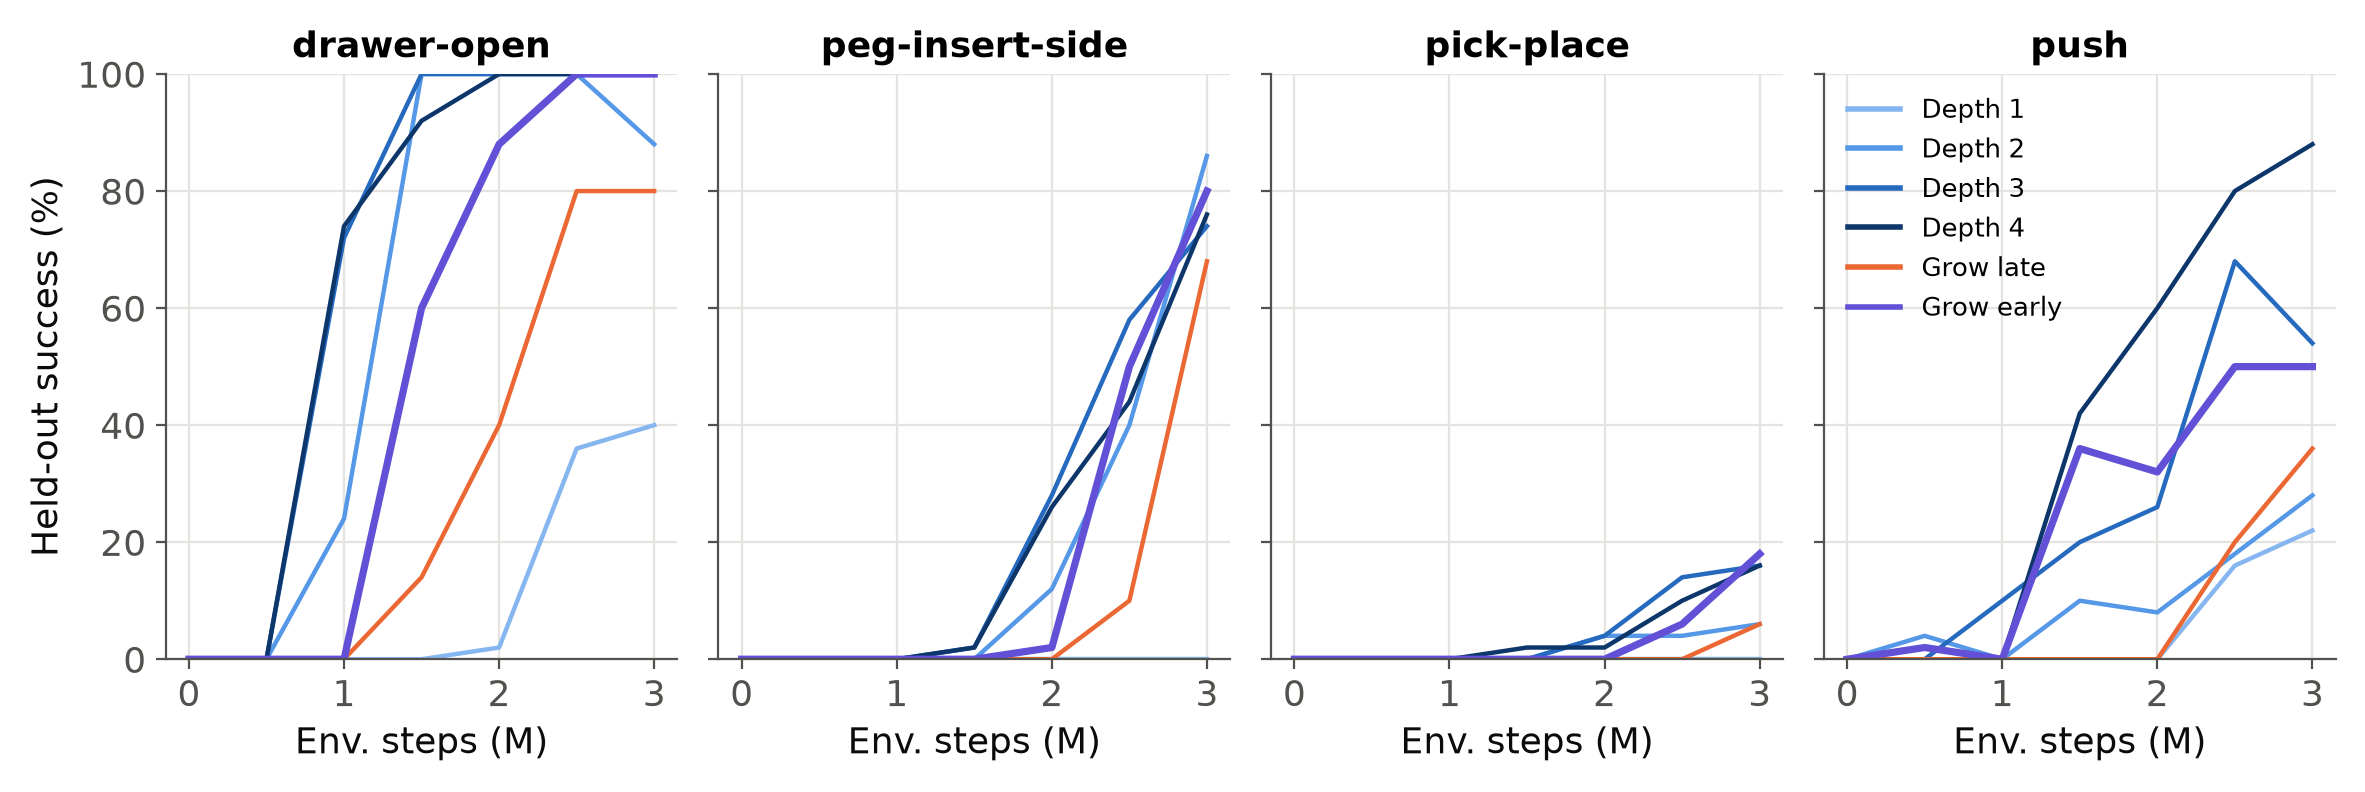 drawer-open
peg-insert-side
pick-place
push
Held-out success (%)
100
80
60
40
20
0
0 1 2 3
0 1 2 3
0 1 2 3
0 1 2 3
Env. steps (M)
Env. steps (M)
Env. steps (M)
Env. steps (M)
Depth 1
Depth 2
Depth 3
Depth 4
Grow late
Grow early